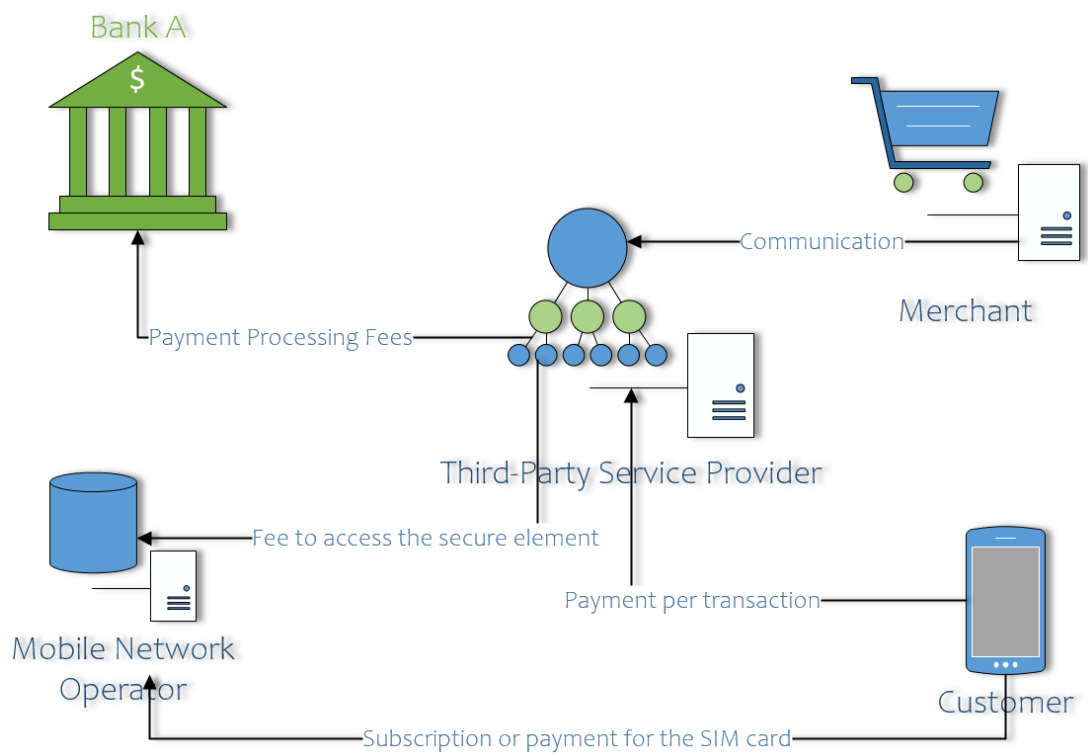 Bank A
$
Communication
Merchant
Payment Processing Fees
Third-Party Service Provider
Fee to access the secure element
Payment per transaction
Mobile Network
Operator
Customer
Subscription or payment for the SIM card